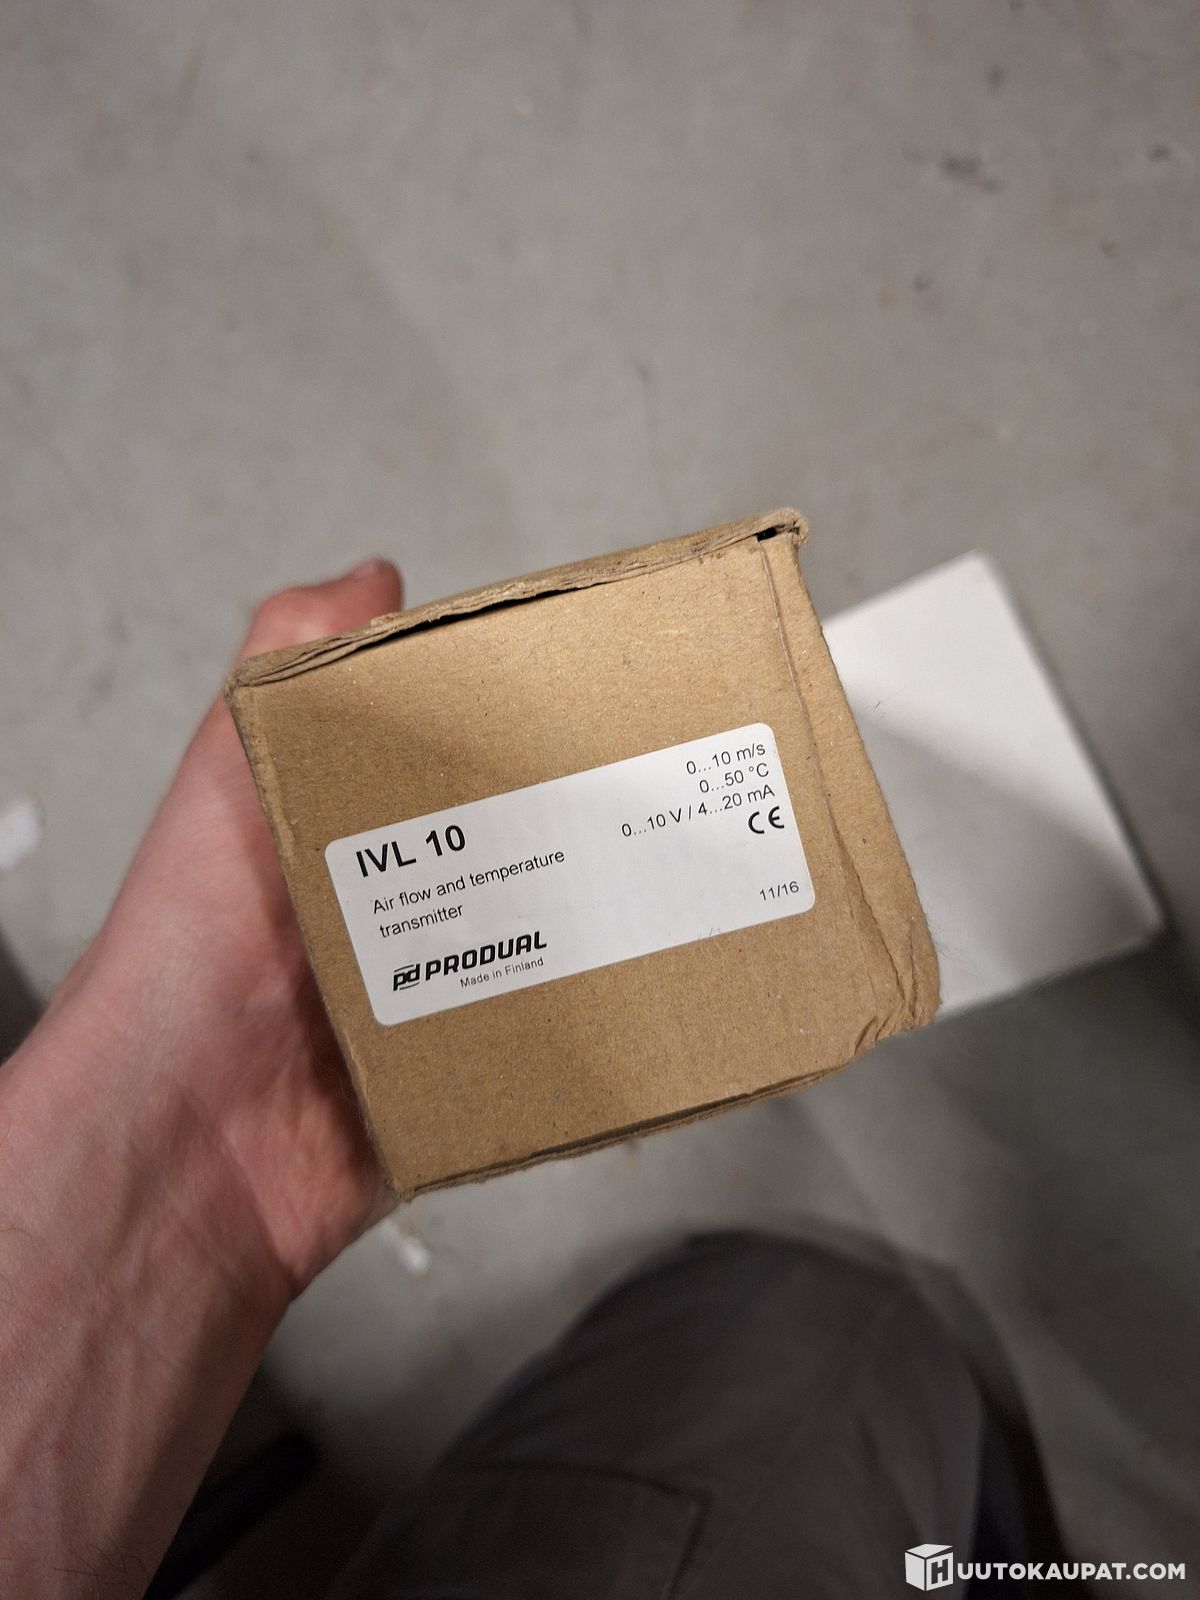 0...10 m/s
0...50 °C
0...10 V / 4...20 mA
CE
IVL 10
Air flow and temperature
transmitter
11/16
pd PRODUAL
Made in Finland
HUUTOKAUPAT.COM